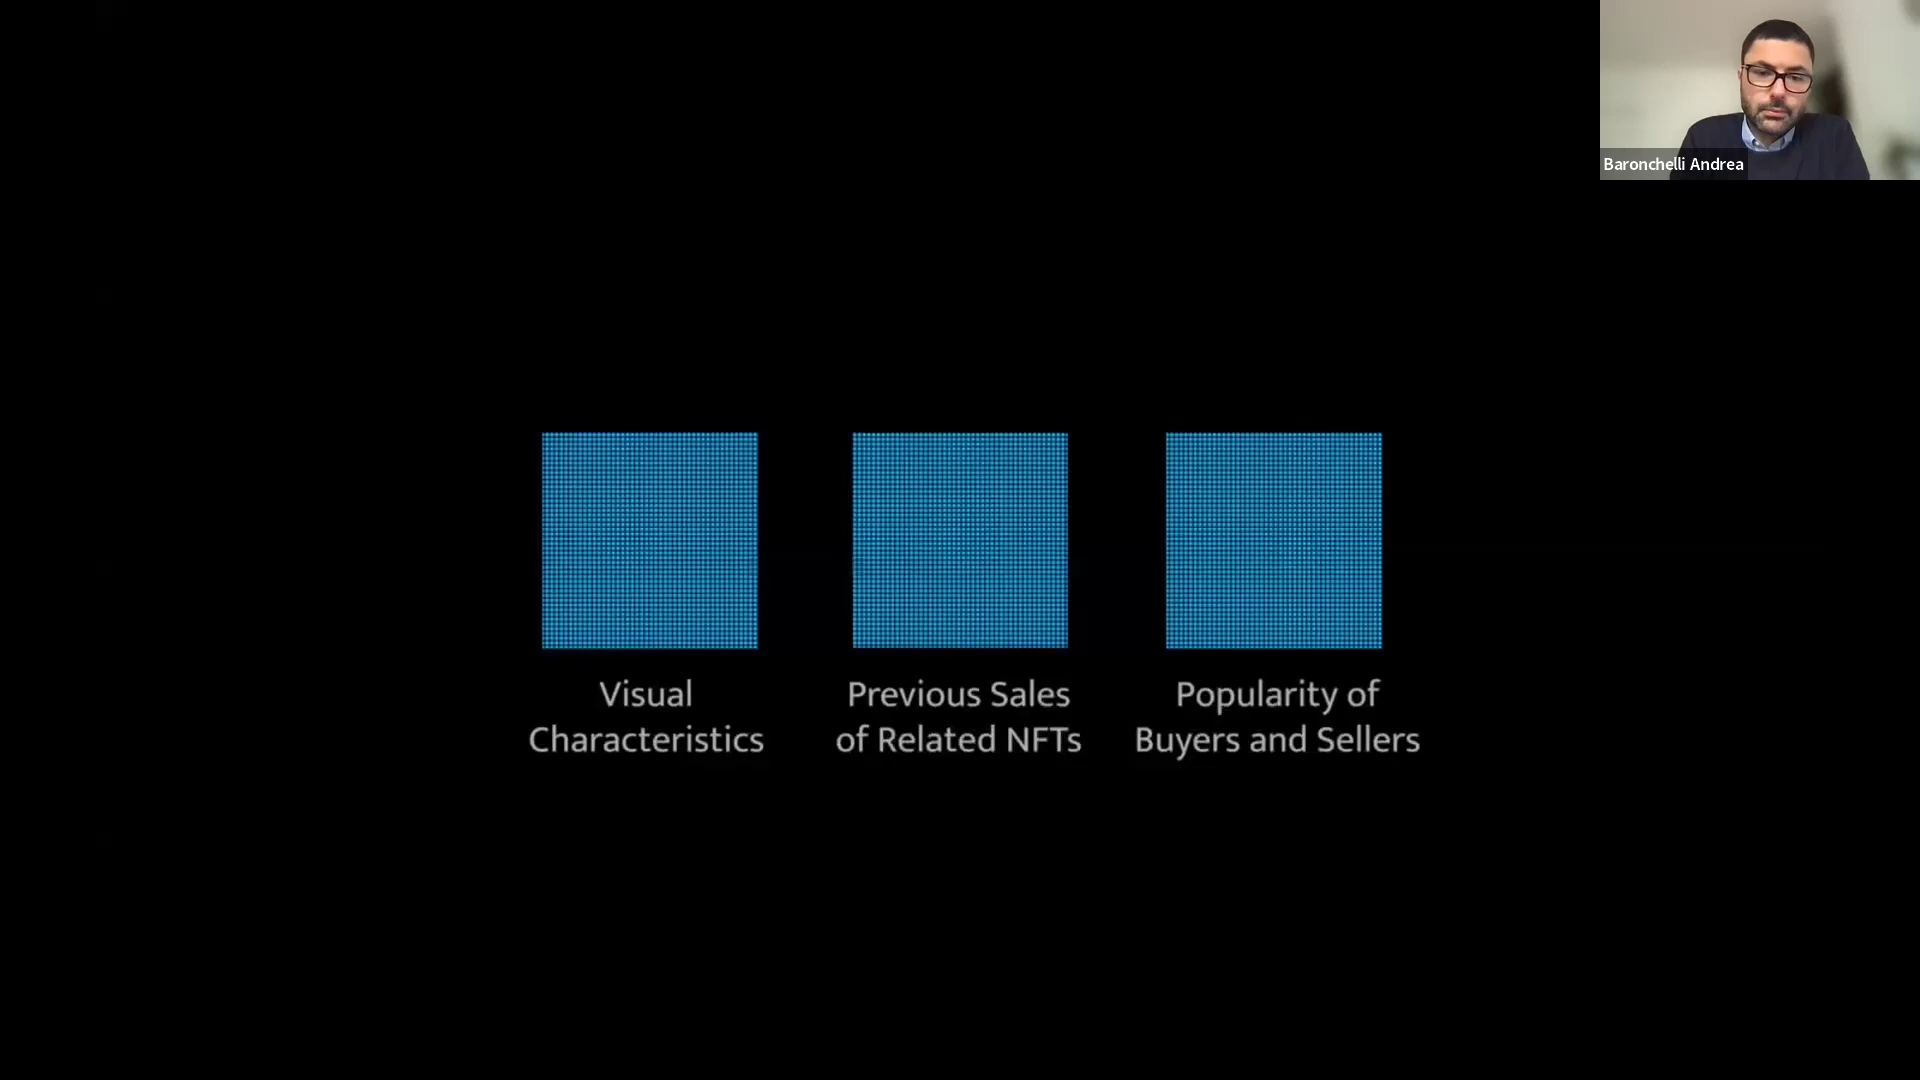 Baronchelli Andrea
Visual
Characteristics
Previous Sales
of Related NFTs
Popularity of
Buyers and Sellers